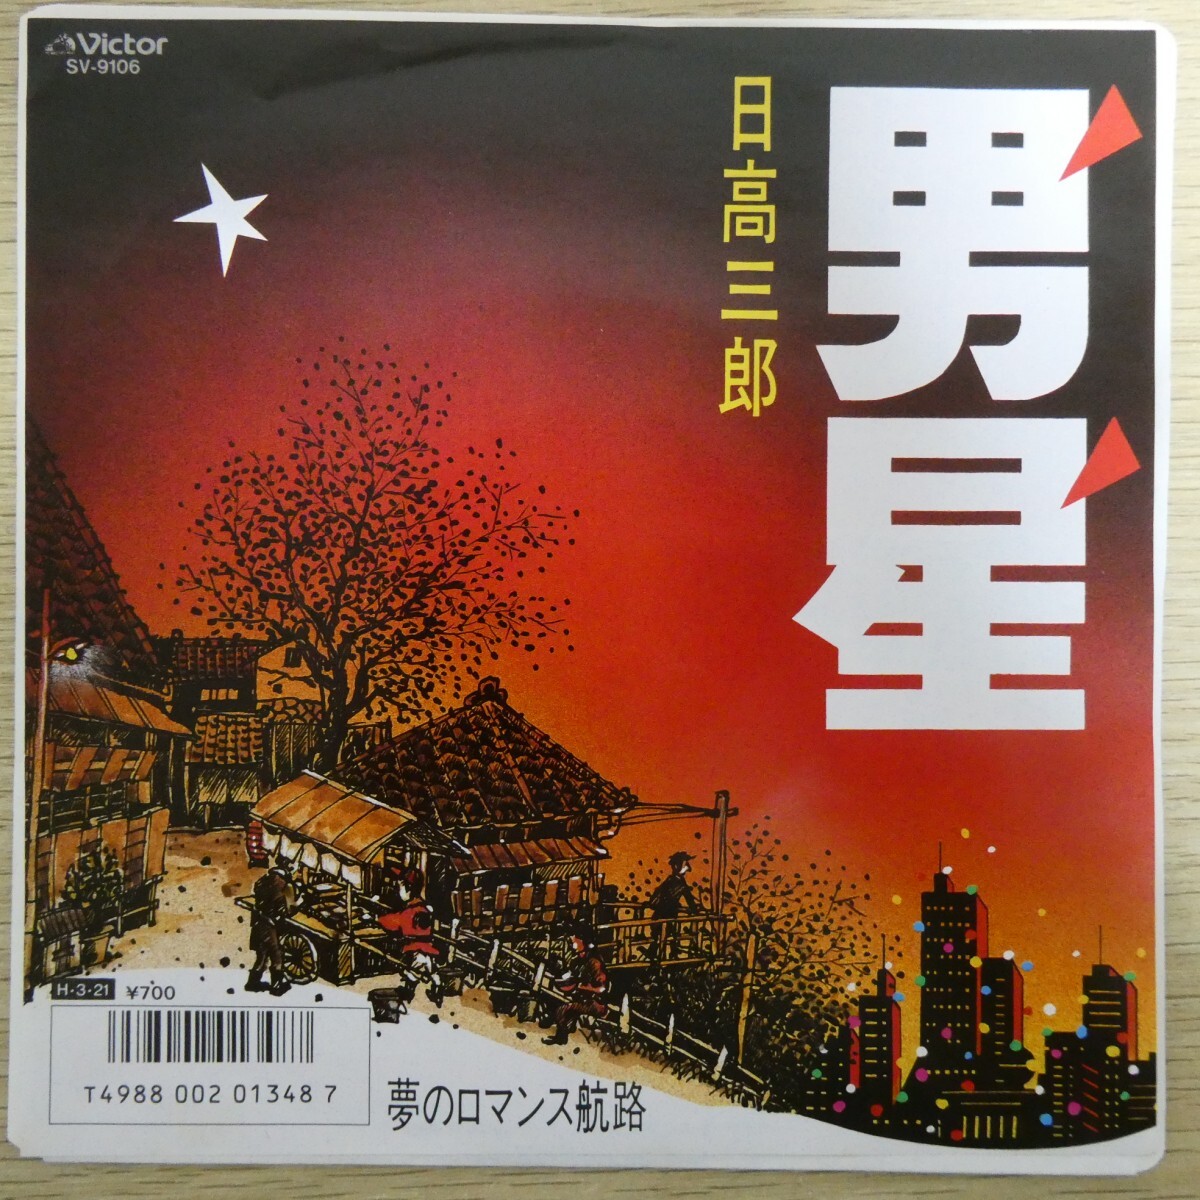 Victor
SV-9106
男星
日高三郎
H・3・21 ¥700
T4988 002 01348 7
夢のロマンス航路